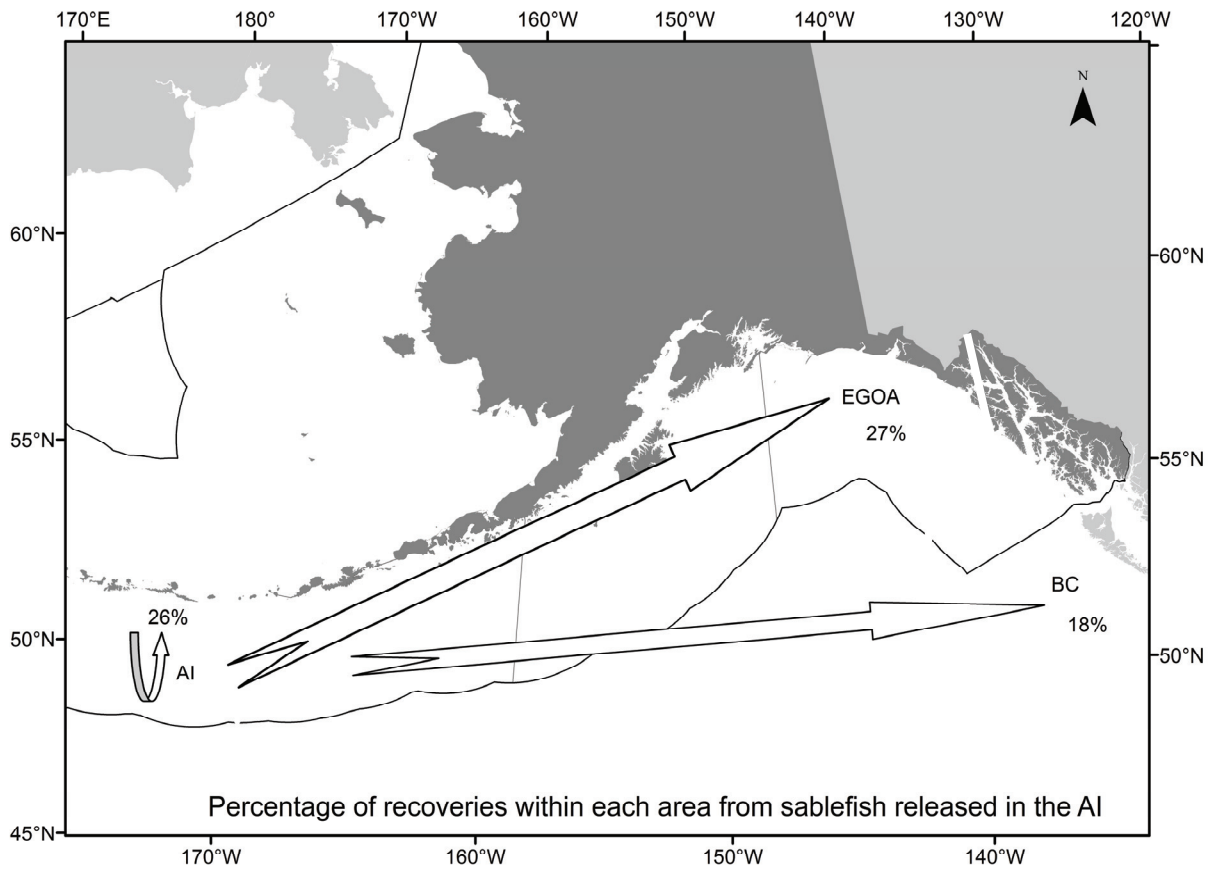 170°E 180° 170°W 160°W 150°W 140°W 130°W 120°W
N
60°N 60°N
55°N 55°N
EGOA
27%
BC
18%
26%
AI
50°N 50°N
Percentage of recoveries within each area from sablefish released in the AI
45°N
170°W 160°W 150°W 140°W